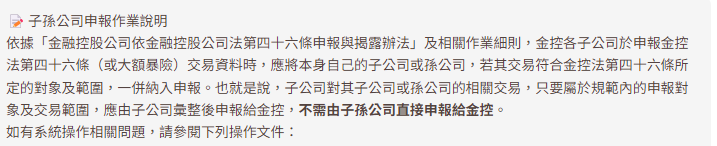 📝 子孫公司申報作業說明
依據「金融控股公司依金融控股公司法第四十六條申報與揭露辦法」及相關作業細則，金控各子公司於申報金控
法第四十六條（或大額暴險）交易資料時，應將本身自己的子公司或孫公司，若其交易符合金控法第四十六條所
定的對象及範圍，一併納入申報。也就是說，子公司對其子公司或孫公司的相關交易，只要屬於規範內的申報對
象及交易範圍，應由子公司彙整後申報給金控，不需由子孫公司直接申報給金控。
如有系統操作相關問題，請參閱下列操作文件：